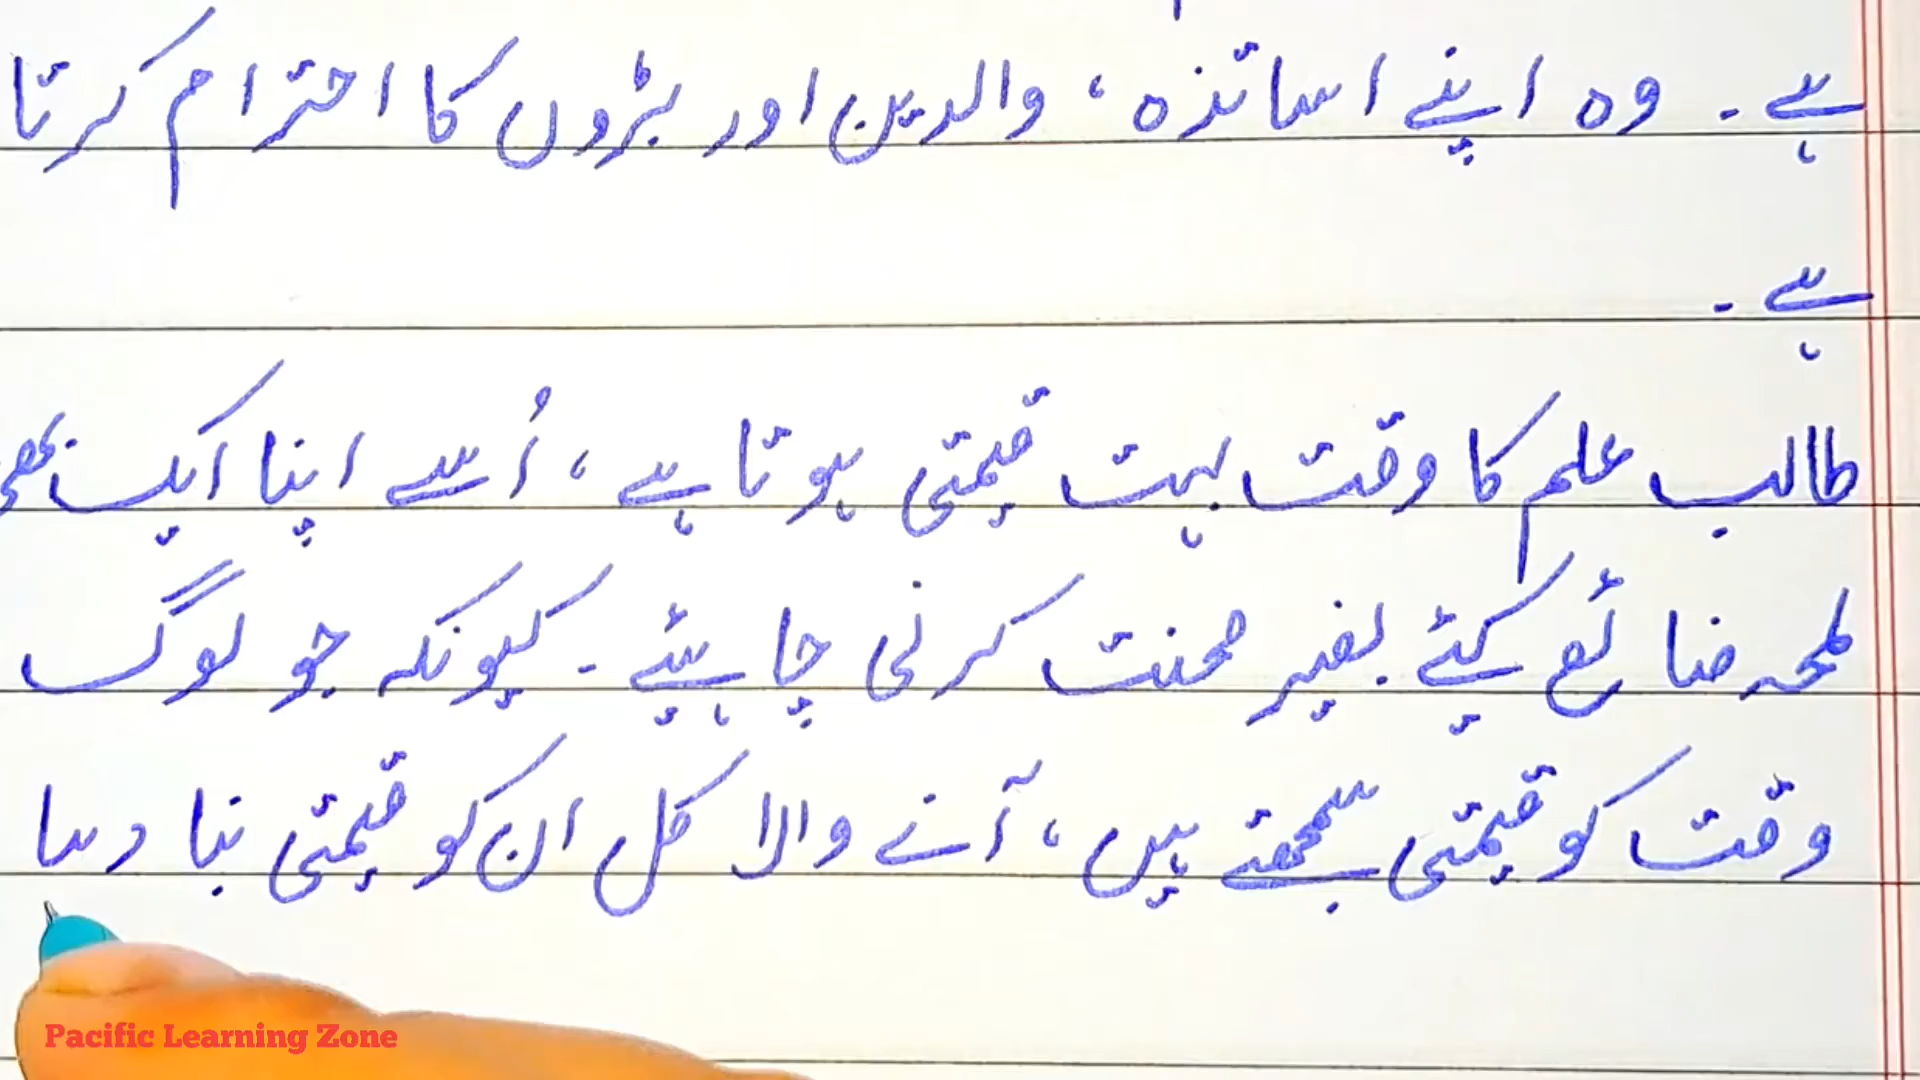 ہے۔ وہ اپنے اساتذہ، والدین اور بڑوں کا احترام کرتا
ہے۔
طالب علم کا وقت بہت قیمتی ہوتا ہے، اُسے اپنا ایک بھی
لمحہ ضائع کیٔے بغیر محنت کرنی چاہیٔے۔ کیونکہ جو لوگ
وقت کو قیمتی سمجھتے ہیں، آنے والا کل ان کو قیمتی بنا دیتا
Pacific Learning Zone